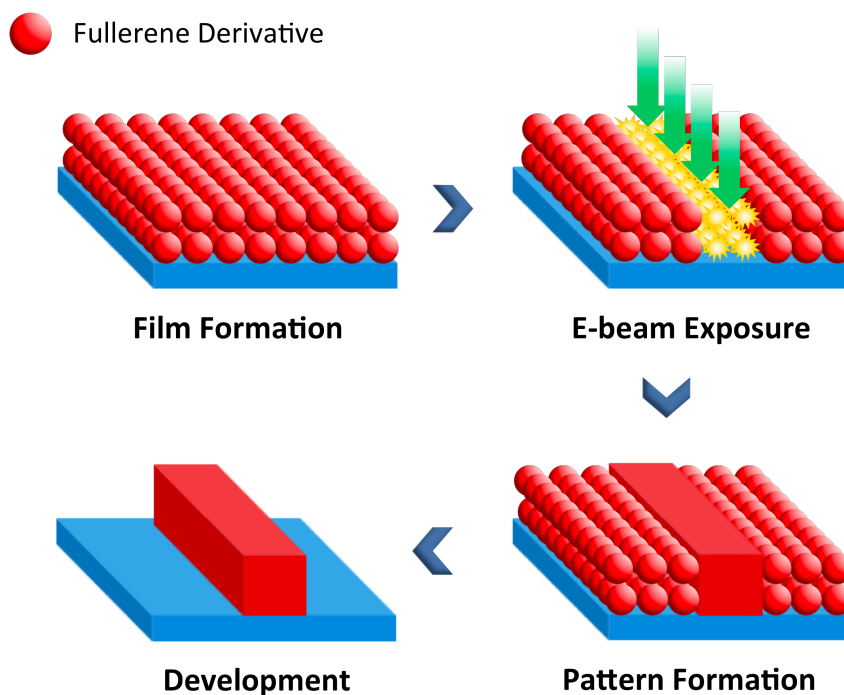 Fullerene Derivative
Film Formation
E-beam Exposure
Development
Pattern Formation